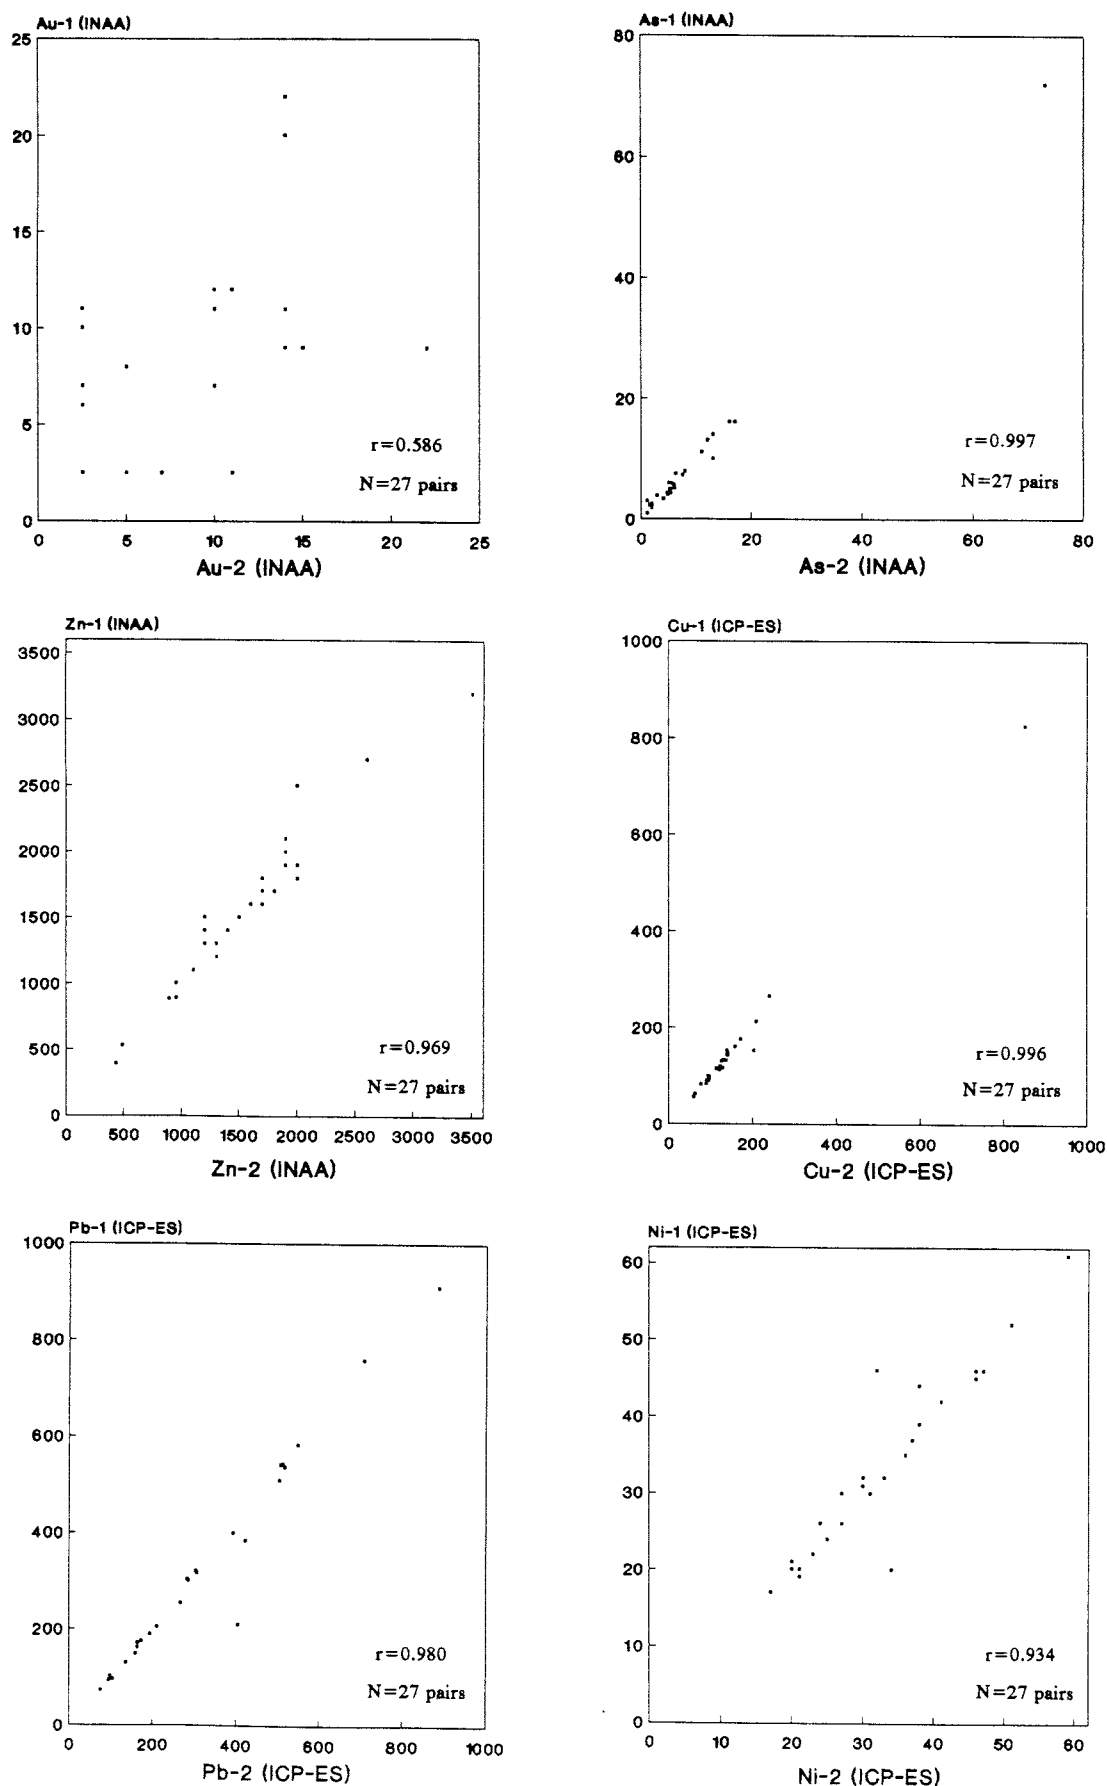 Au-1 (INAA)
25
20
15
10
5
0
r=0.586
N=27 pairs
0 5 10 15 20 25
Au-2 (INAA)
As-1 (INAA)
80
60
40
20
0
r=0.997
N=27 pairs
0 20 40 60 80
As-2 (INAA)
Zn-1 (INAA)
3500
3000
2500
2000
1500
1000
500
0
r=0.969
N=27 pairs
0 500 1000 1500 2000 2500 3000 3500
Zn-2 (INAA)
Cu-1 (ICP-ES)
1000
800
600
400
200
0
r=0.996
N=27 pairs
0 200 400 600 800 1000
Cu-2 (ICP-ES)
Pb-1 (ICP-ES)
1000
800
600
400
200
0
r=0.980
N=27 pairs
0 200 400 600 800 1000
Pb-2 (ICP-ES)
Ni-1 (ICP-ES)
60
50
40
30
20
10
0
r=0.934
N=27 pairs
0 10 20 30 40 50 60
Ni-2 (ICP-ES)